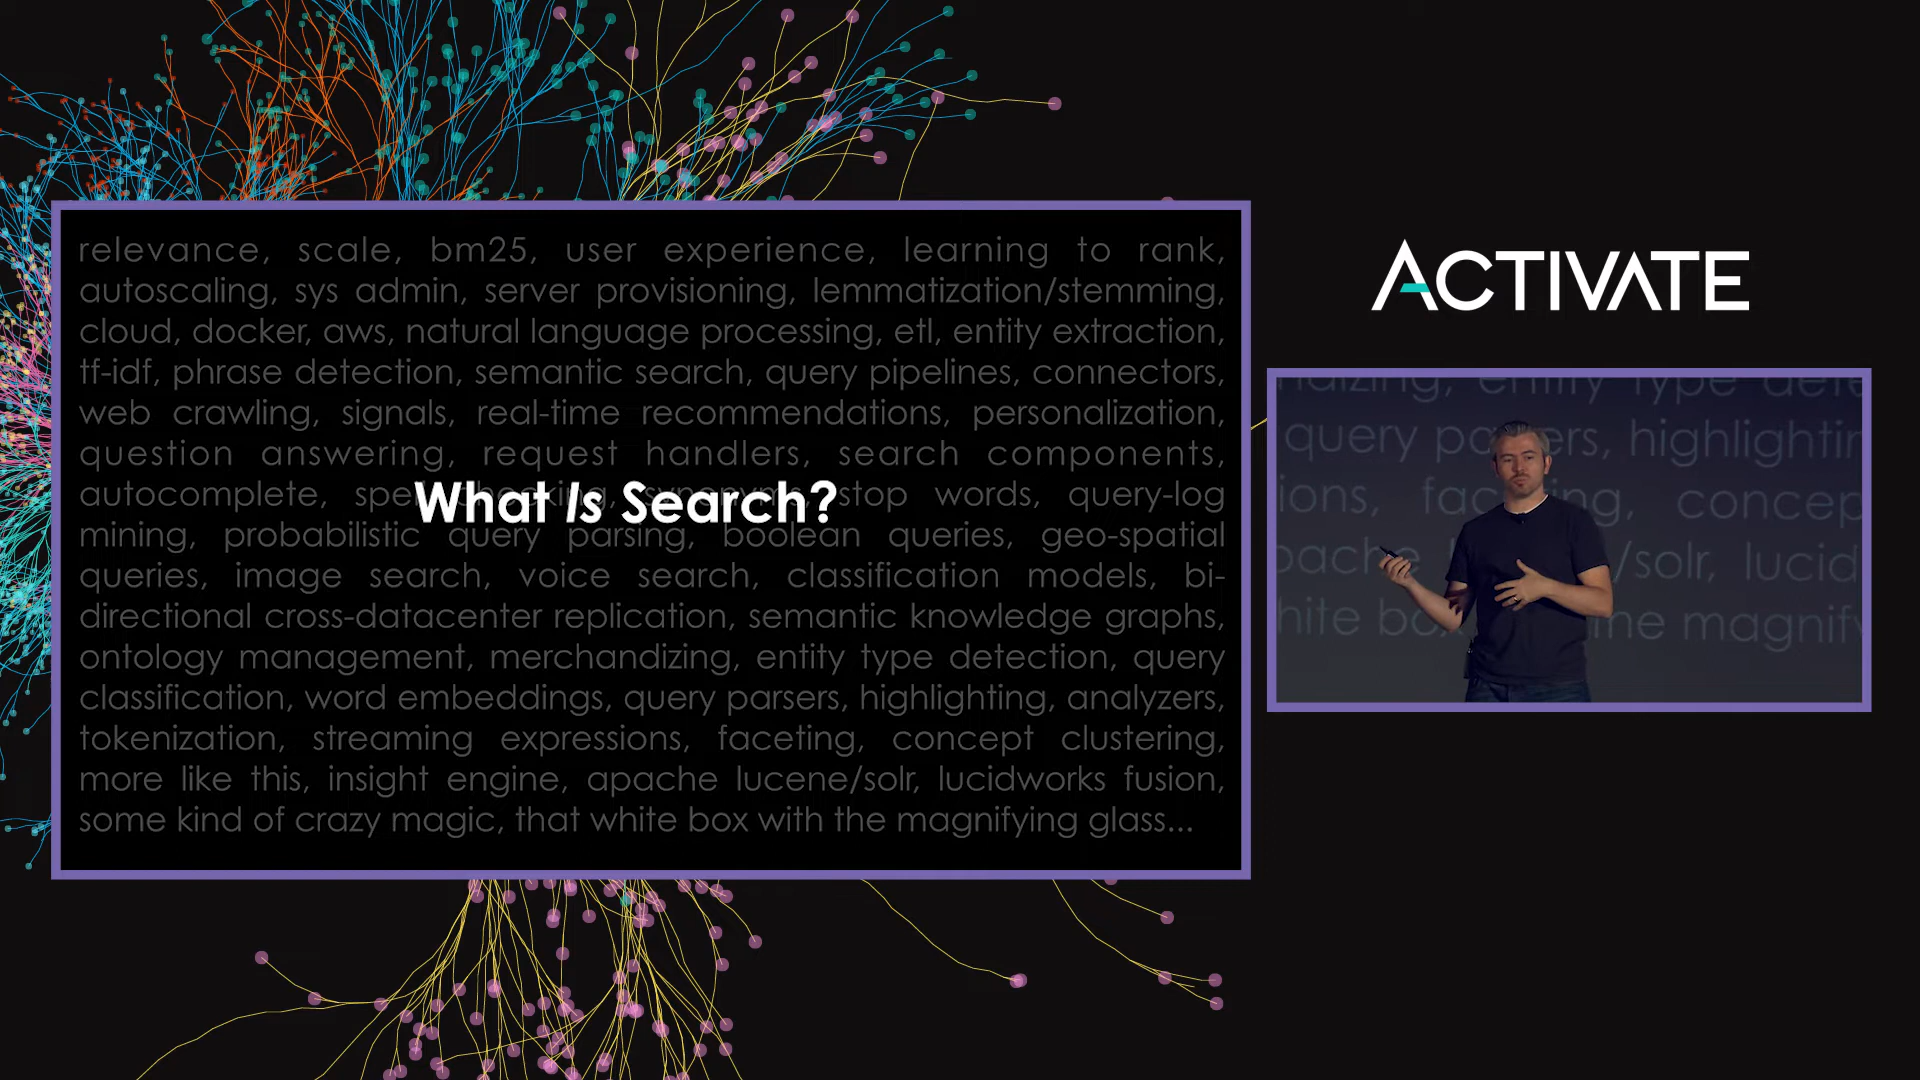 relevance, scale, bm25, user experience, learning to rank,
autoscaling, sys admin, server provisioning, lemmatization/stemming,
cloud, docker, aws, natural language processing, etl, entity extraction,
tf-idf, phrase detection, semantic search, query pipelines, connectors,
web crawling, signals, real-time recommendations, personalization,
question answering, request handlers, search components,
autocomplete, stop words, query-log
What Is Search?
mining, probabilistic query parsing, boolean queries, geo-spatial
queries, image search, voice search, classification models, bi-
directional cross-datacenter replication, semantic knowledge graphs,
ontology management, merchandizing, entity type detection, query
classification, word embeddings, query parsers, highlighting, analyzers,
tokenization, streaming expressions, faceting, concept clustering,
more like this, insight engine, apache lucene/solr, lucidworks fusion,
some kind of crazy magic, that white box with the magnifying glass...
ACTIVATE
entity type
query
ions,
/solr, lucid